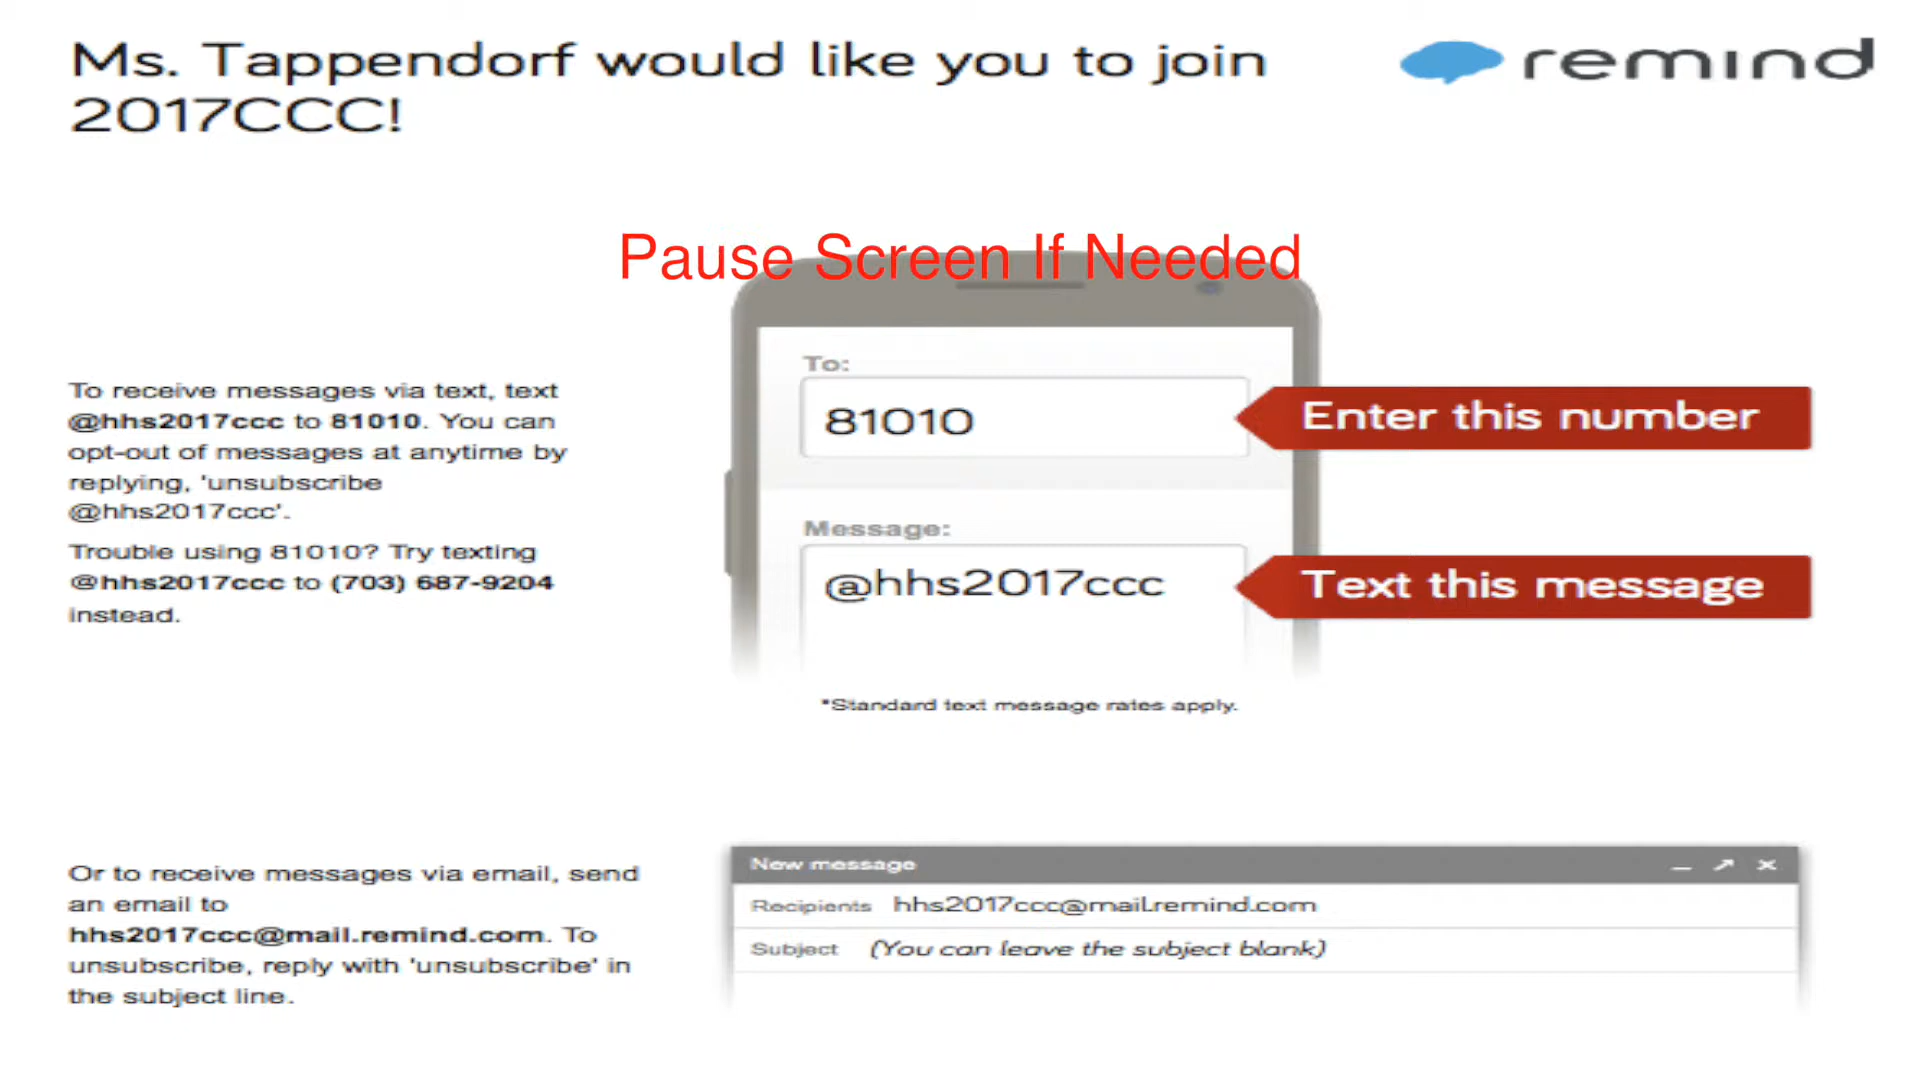 Ms. Tappendorf would like you to join
2017CCC!
remind
Pause Screen If Needed
To receive messages via text, text
@hhs2017ccc to 81010. You can
opt-out of messages at anytime by
replying, 'unsubscribe
@hhs2017ccc'.
Trouble using 81010? Try texting
@hhs2017ccc to (703) 687-9204
instead.
To:
81010
Enter this number
Message:
@hhs2017ccc
Text this message
*Standard text message rates apply.
Or to receive messages via email, send
an email to
hhs2017ccc@mail.remind.com. To
unsubscribe, reply with 'unsubscribe' in
the subject line.
New message
Recipients hhs2017ccc@mail.remind.com
Subject (You can leave the subject blank)